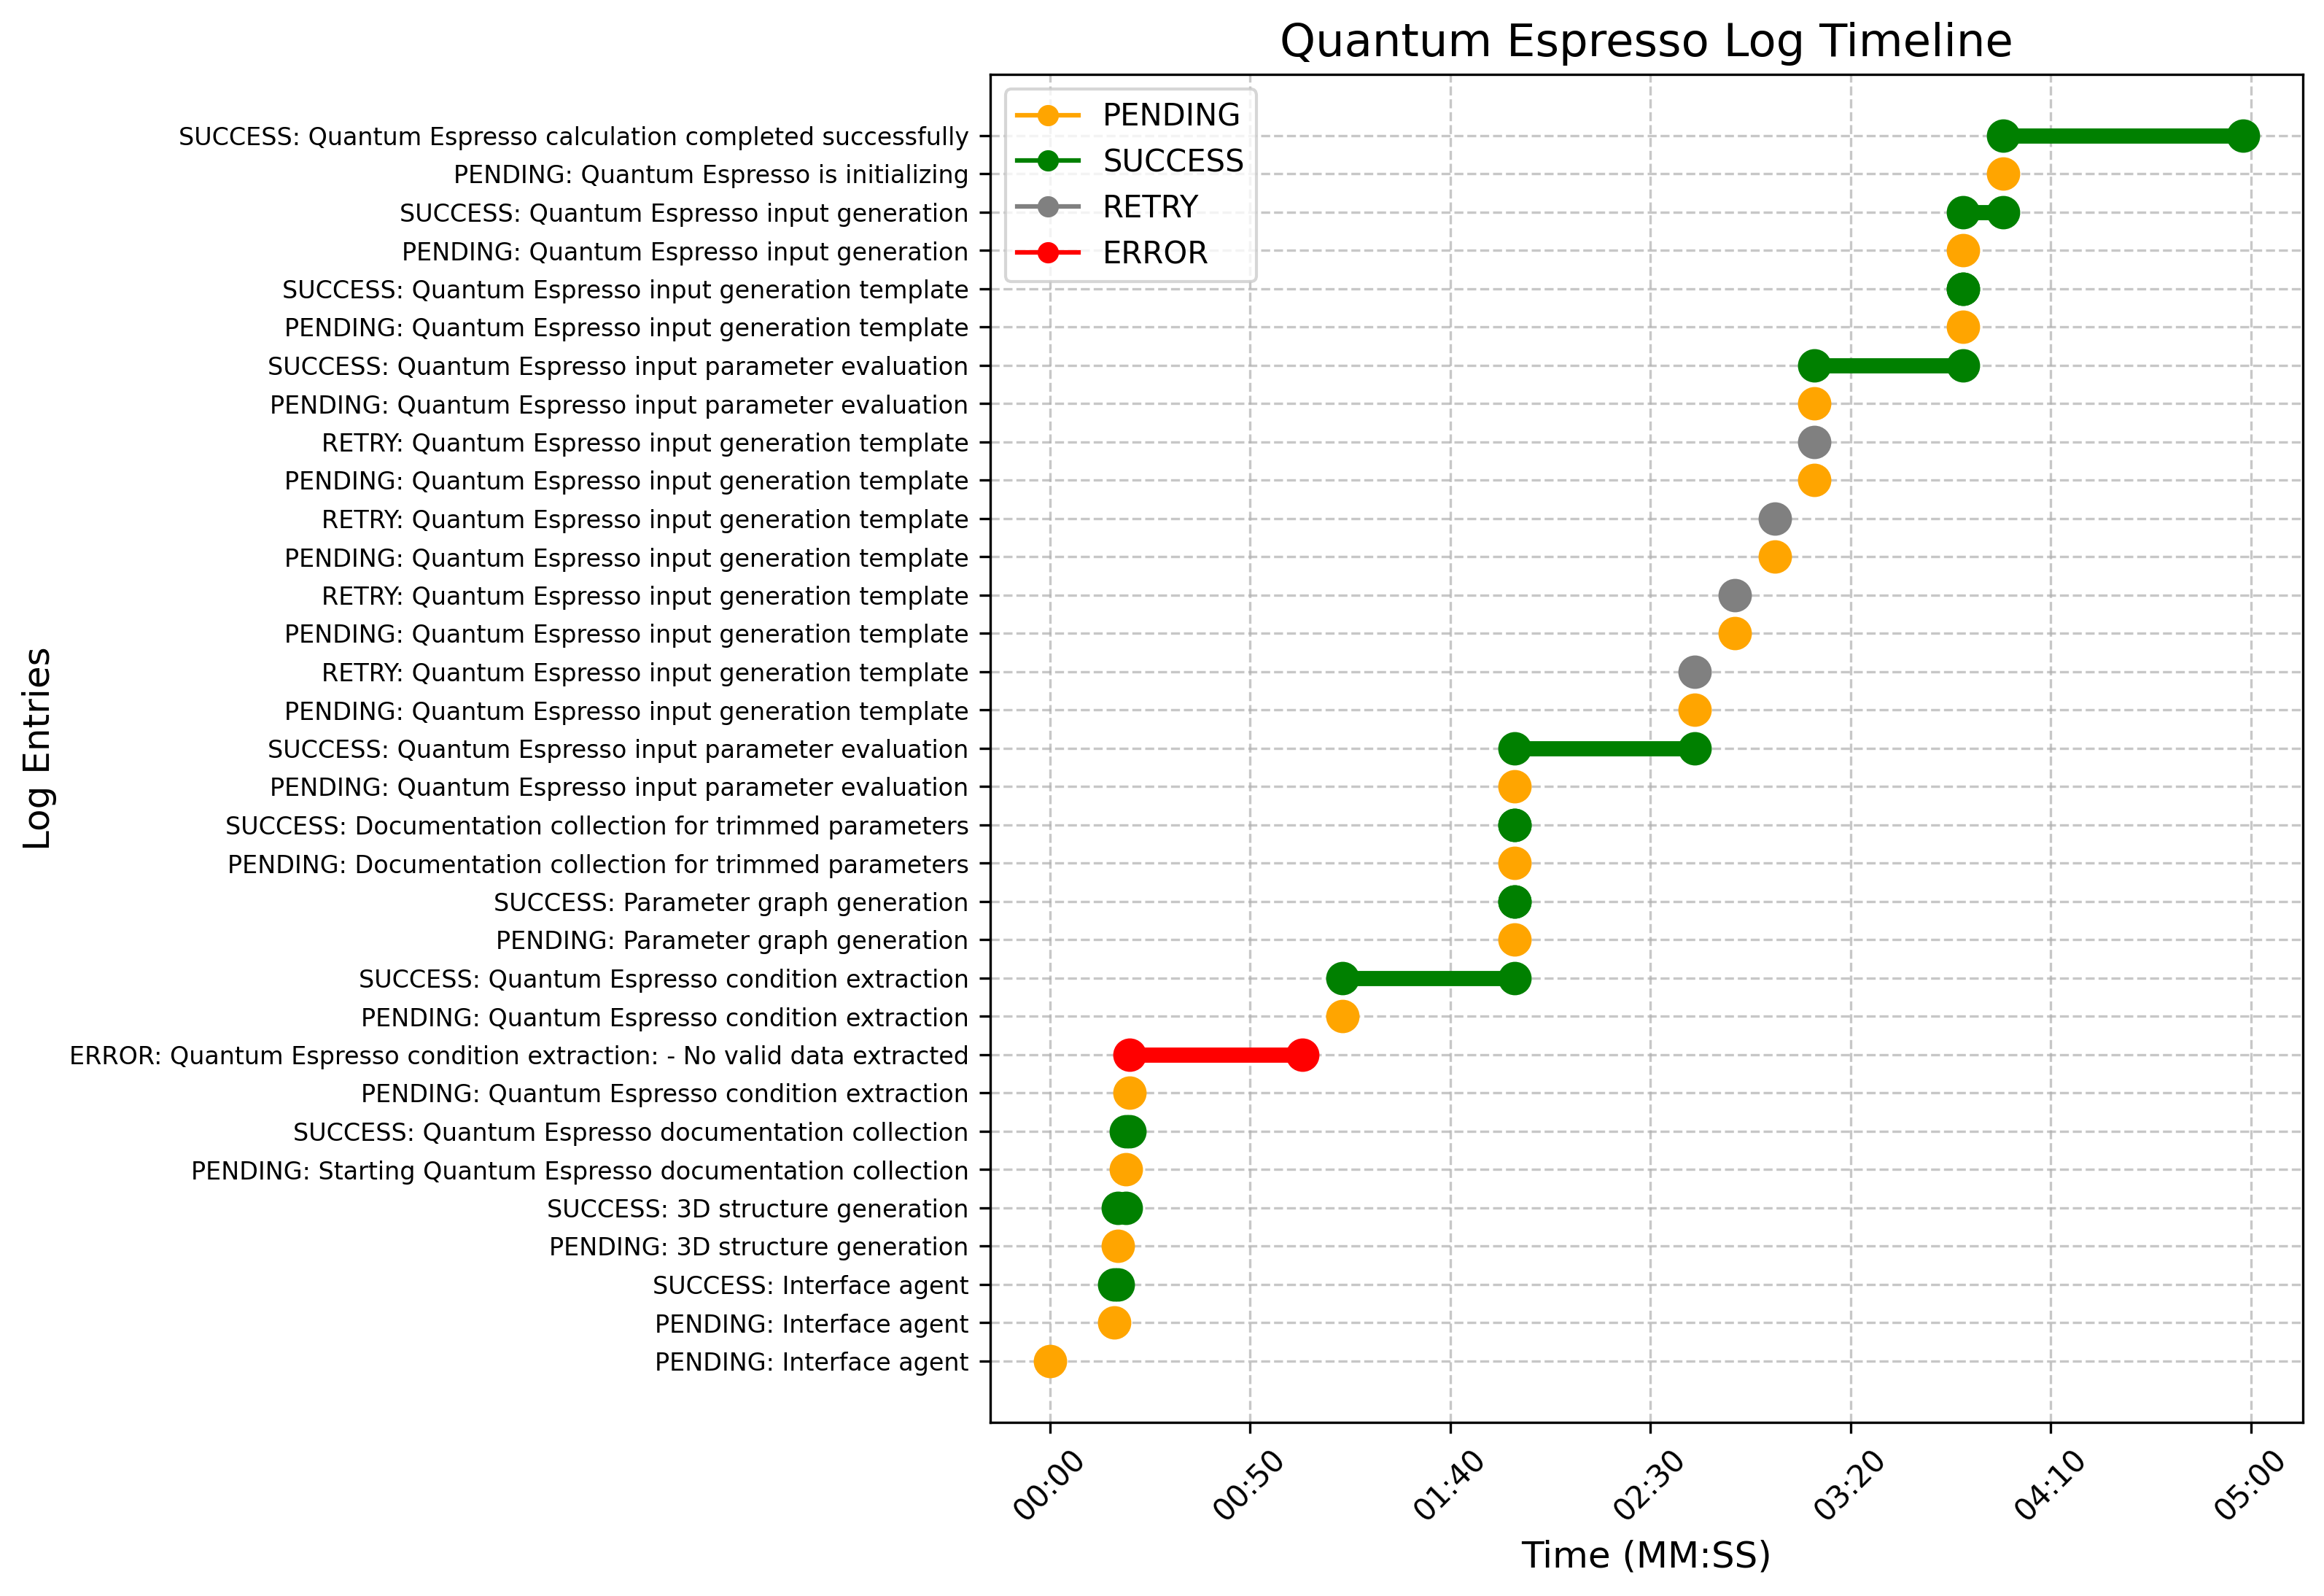 Quantum Espresso Log Timeline
PENDING
SUCCESS
RETRY
ERROR
SUCCESS: Quantum Espresso calculation completed successfully
PENDING: Quantum Espresso is initializing
SUCCESS: Quantum Espresso input generation
PENDING: Quantum Espresso input generation
SUCCESS: Quantum Espresso input generation template
PENDING: Quantum Espresso input generation template
SUCCESS: Quantum Espresso input parameter evaluation
PENDING: Quantum Espresso input parameter evaluation
RETRY: Quantum Espresso input generation template
PENDING: Quantum Espresso input generation template
RETRY: Quantum Espresso input generation template
PENDING: Quantum Espresso input generation template
RETRY: Quantum Espresso input generation template
PENDING: Quantum Espresso input generation template
RETRY: Quantum Espresso input generation template
PENDING: Quantum Espresso input generation template
SUCCESS: Quantum Espresso input parameter evaluation
PENDING: Quantum Espresso input parameter evaluation
SUCCESS: Documentation collection for trimmed parameters
PENDING: Documentation collection for trimmed parameters
SUCCESS: Parameter graph generation
PENDING: Parameter graph generation
SUCCESS: Quantum Espresso condition extraction
PENDING: Quantum Espresso condition extraction
ERROR: Quantum Espresso condition extraction: - No valid data extracted
PENDING: Quantum Espresso condition extraction
SUCCESS: Quantum Espresso documentation collection
PENDING: Starting Quantum Espresso documentation collection
SUCCESS: 3D structure generation
PENDING: 3D structure generation
SUCCESS: Interface agent
PENDING: Interface agent
PENDING: Interface agent
Log Entries
00:00
00:50
01:40
02:30
03:20
04:10
05:00
Time (MM:SS)